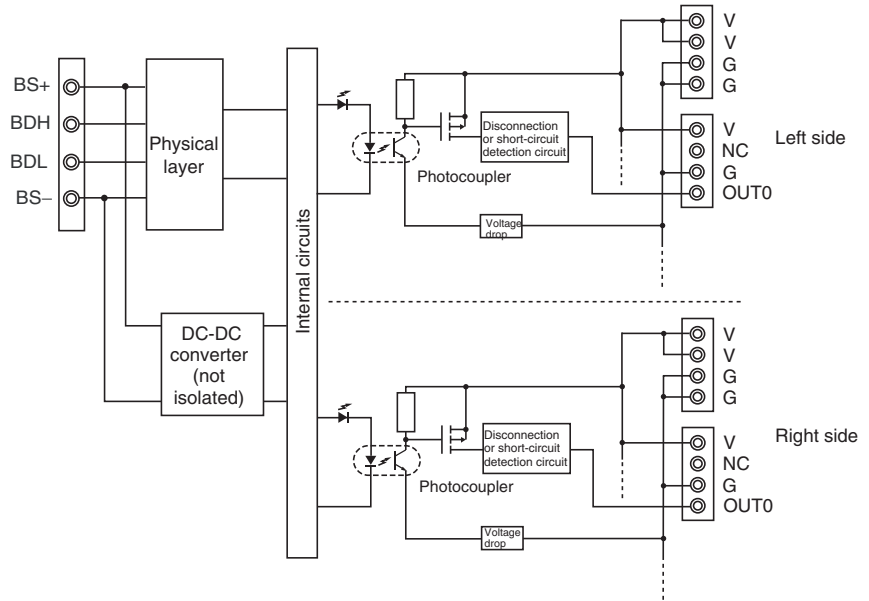 BS+
BDH
BDL
BS–
Physical
layer
DC-DC
converter
(not
isolated)
Internal circuits
Photocoupler
Disconnection
or short-circuit
detection circuit
Voltage
drop
V
V
G
G
V
NC
G
OUT0
Left side
Photocoupler
Disconnection
or short-circuit
detection circuit
Voltage
drop
V
V
G
G
V
NC
G
OUT0
Right side